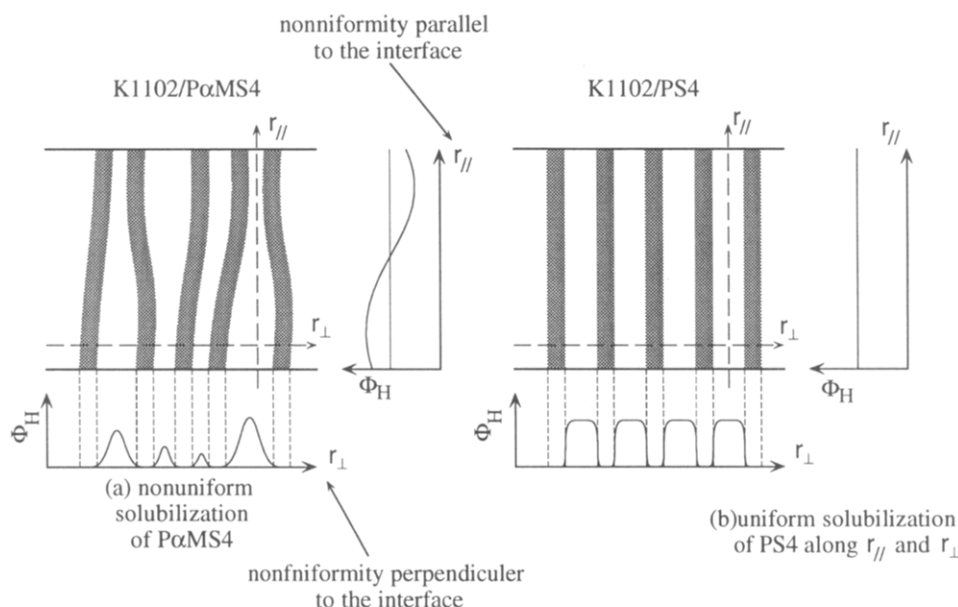 nonniformity parallel
to the interface
K1102/PαMS4
K1102/PS4
r//
r//
r//
r//
r⊥
r⊥
ΦH
ΦH
ΦH
ΦH
r⊥
r⊥
(a) nonuniform
solubilization
of PαMS4
(b)uniform solubilization
of PS4 along r// and r⊥
nonfniformity perpendiculer
to the interface